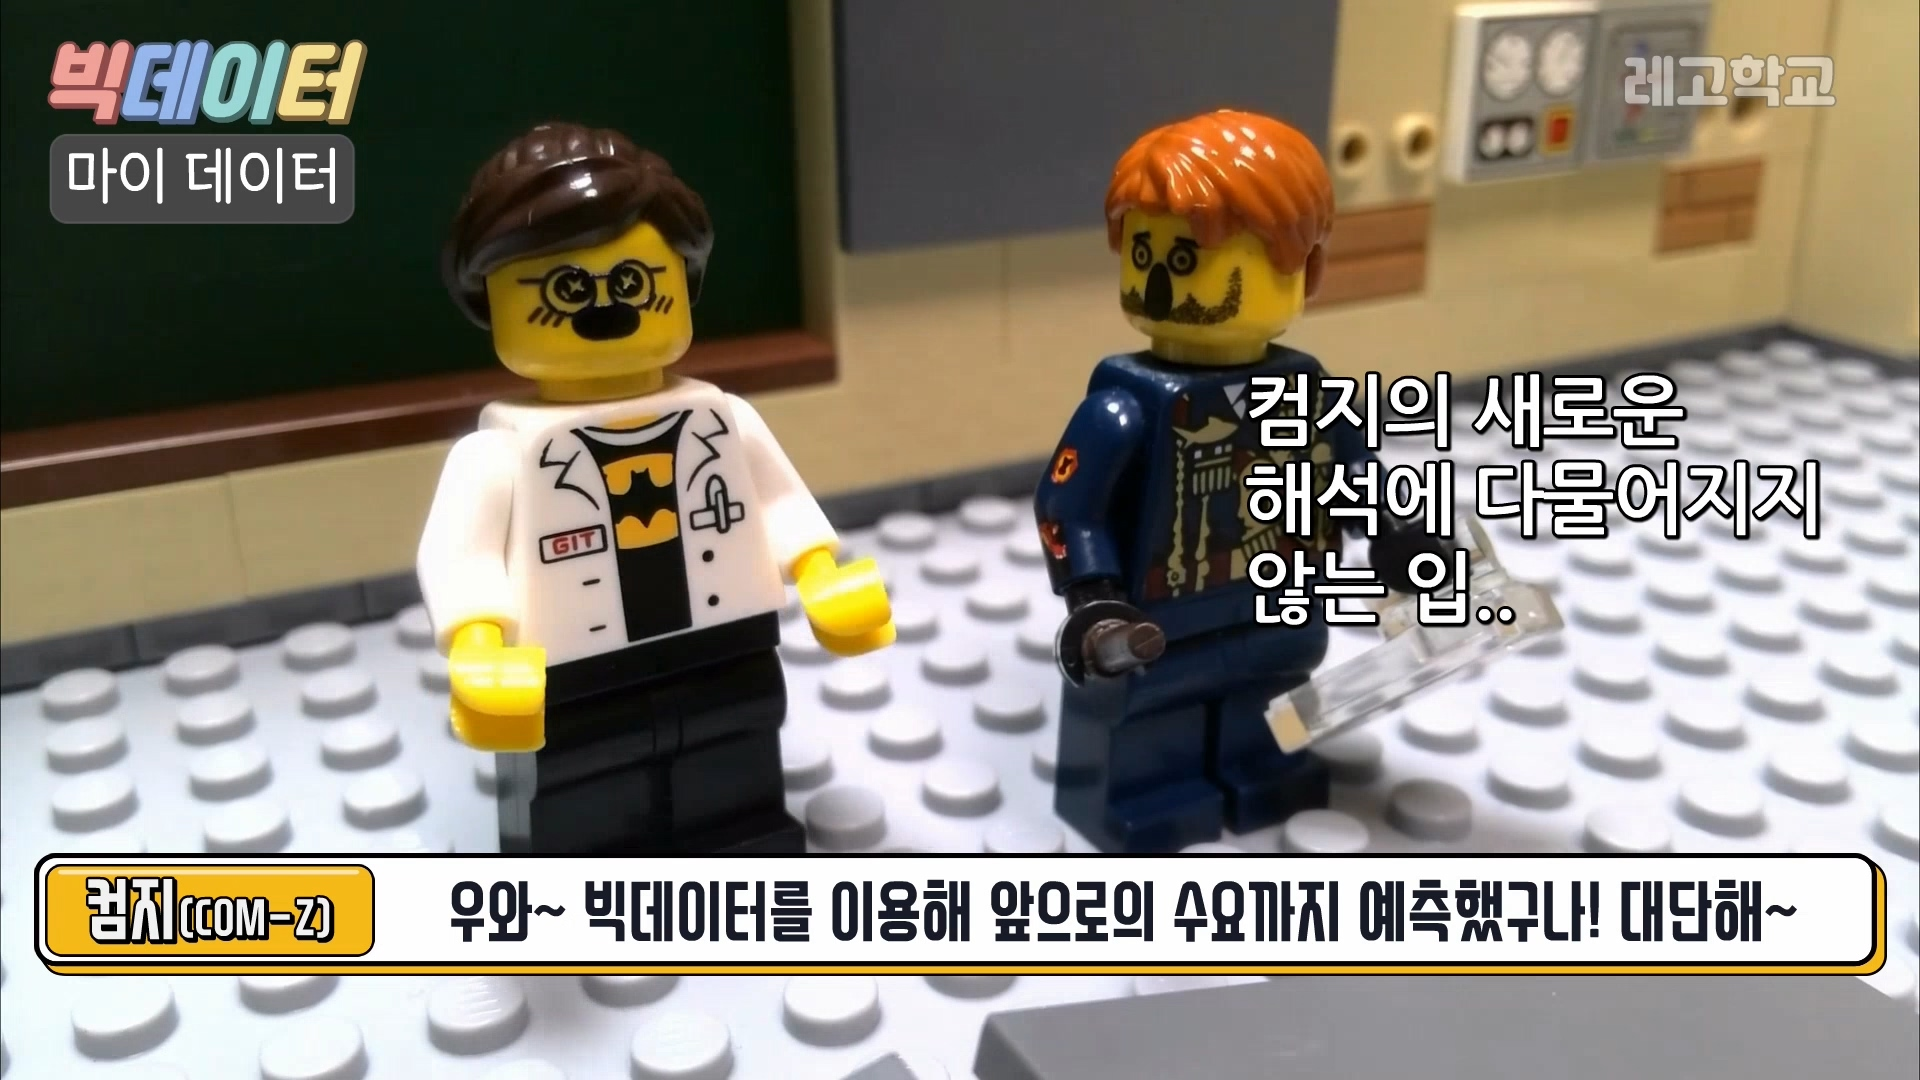 빅데이터
마이 데이터
레고학교
컴지의 새로운
해석에 다물어지지
않는 입..
GIT
컴지(COM-Z)
우와~ 빅데이터를 이용해 앞으로의 수요까지 예측했구나! 대단해~